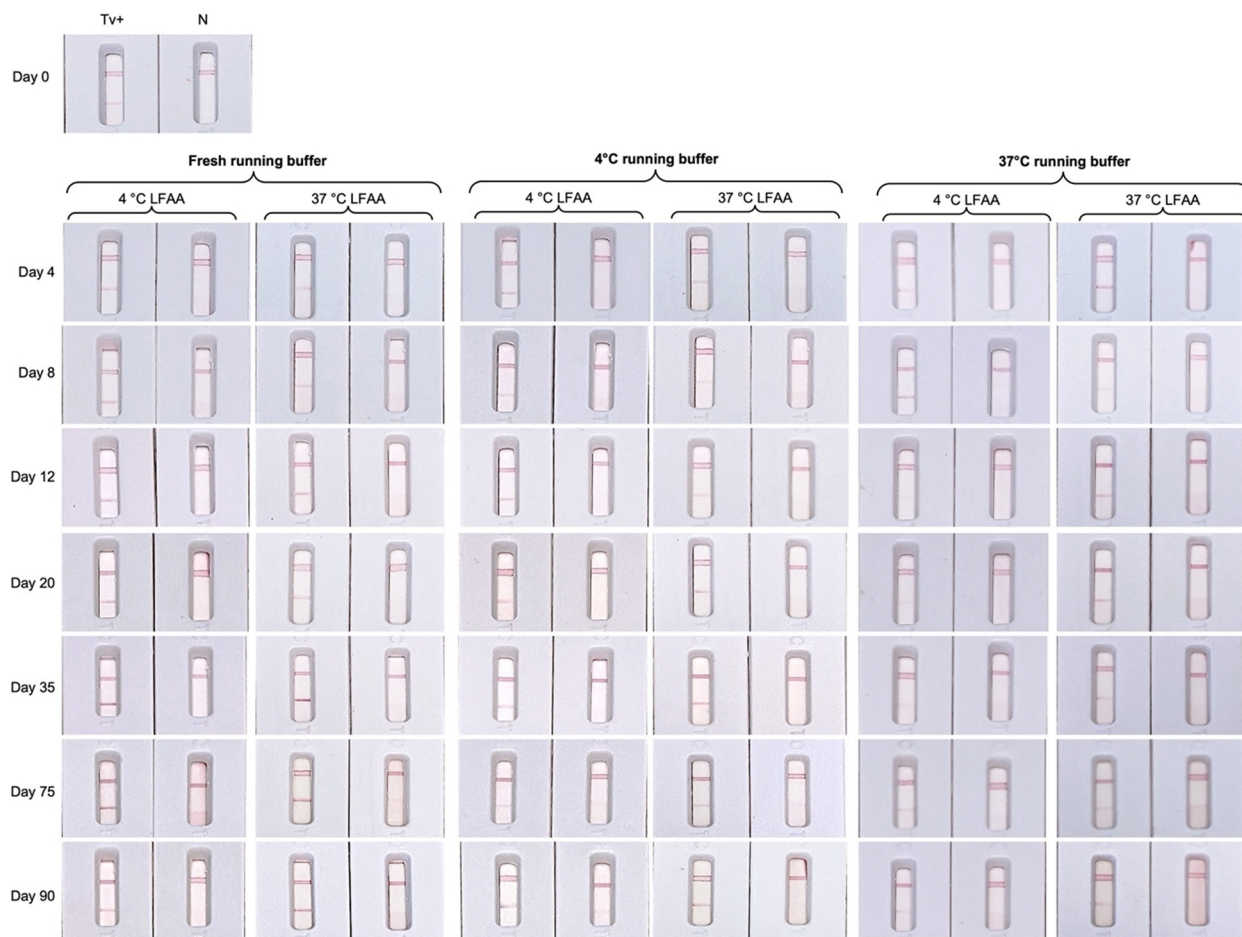 Tv+ N
Day 0
Fresh running buffer 4°C running buffer 37°C running buffer
4 °C LFAA 37 °C LFAA 4 °C LFAA 37 °C LFAA 4 °C LFAA 37 °C LFAA
Day 4
Day 8
Day 12
Day 20
Day 35
Day 75
Day 90